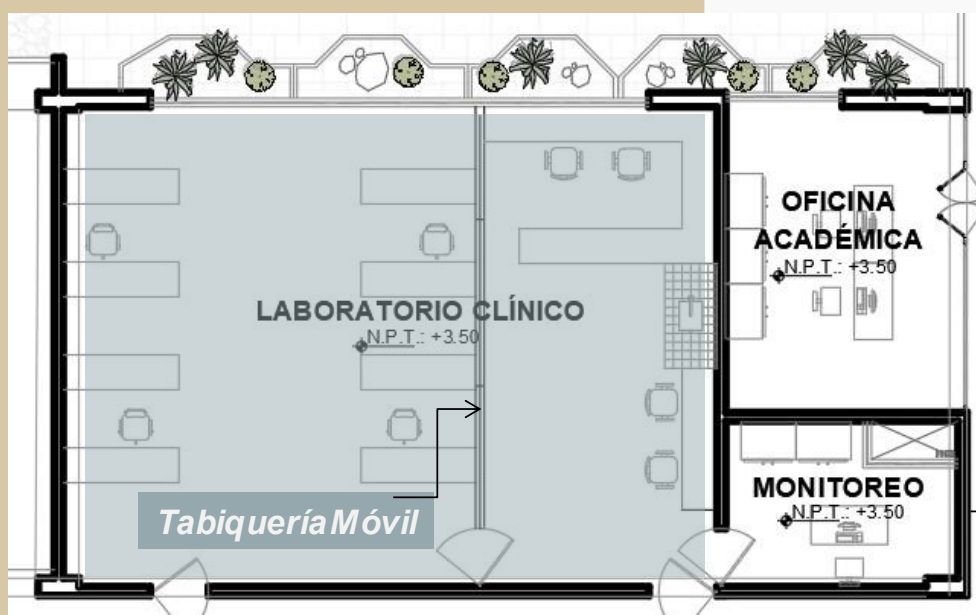 OFICINA
ACADÉMICA
N.P.T.: +3.50
LABORATORIO CLÍNICO
N.P.T.: +3.50
Tabiquería Móvil
MONITOREO
N.P.T.: +3.50